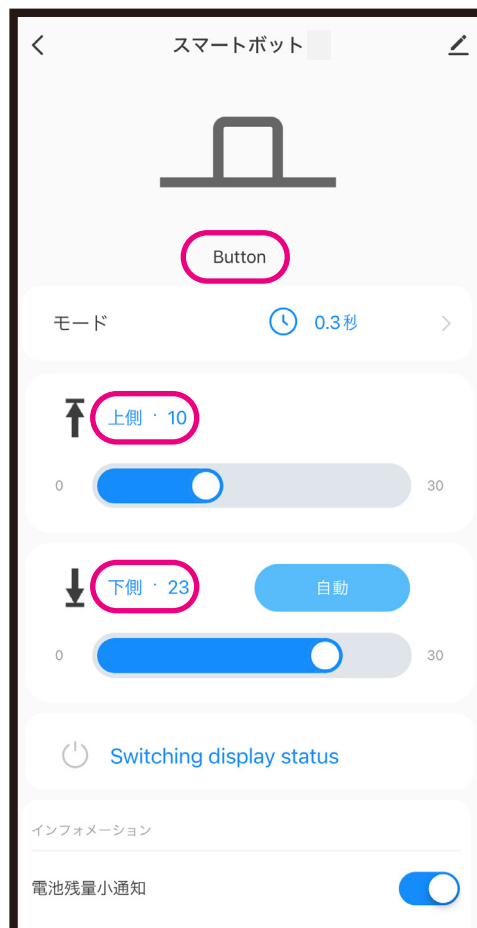 スマートボット
Button
モード 0.3秒
上側 : 10
0 30
下側 : 23 自動
0 30
Switching display status
インフォメーション
電池残量小通知